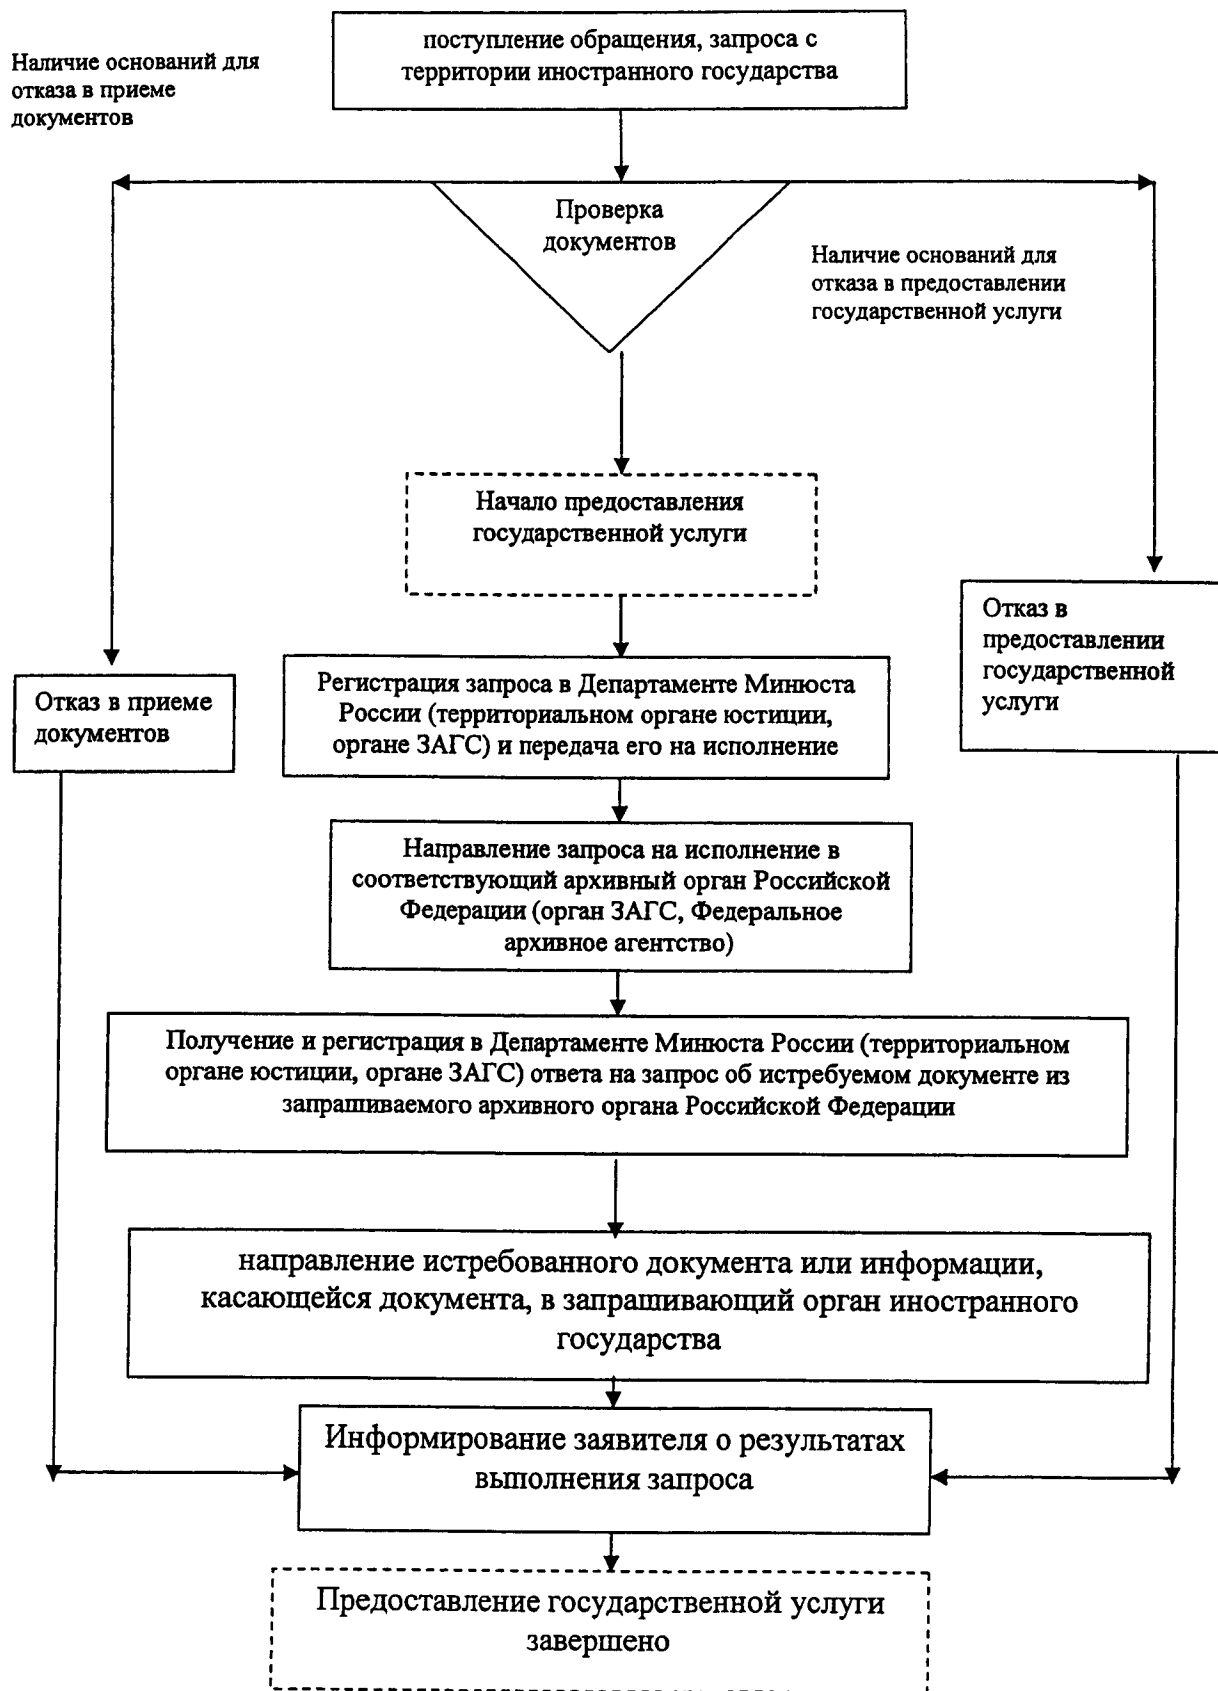 поступление обращения, запроса с
территории иностранного государства
Наличие оснований для
отказа в приеме
документов
Проверка
документов
Наличие оснований для
отказа в предоставлении
государственной услуги
Начало предоставления
государственной услуги
Отказ в
предоставлении
государственной
услуги
Отказ в приеме
документов
Регистрация запроса в Департаменте Минюста
России (территориальном органе юстиции,
органе ЗАГС) и передача его на исполнение
Направление запроса на исполнение в
соответствующий архивный орган Российской
Федерации (орган ЗАГС, Федеральное
архивное агентство)
Получение и регистрация в Департаменте Минюста России (территориальном
органе юстиции, органе ЗАГС) ответа на запрос об истребуемом документе из
запрашиваемого архивного органа Российской Федерации
направление истребованного документа или информации,
касающейся документа, в запрашивающий орган иностранного
государства
Информирование заявителя о результатах
выполнения запроса
Предоставление государственной услуги
завершено